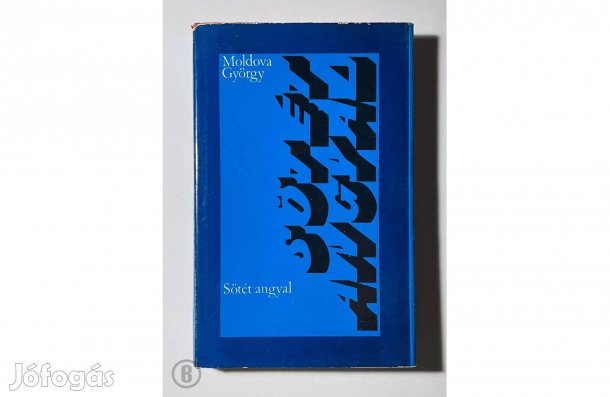 Moldova
György
SÖTÉT
ANGYAL
Sötét angyal
Jófogás
B